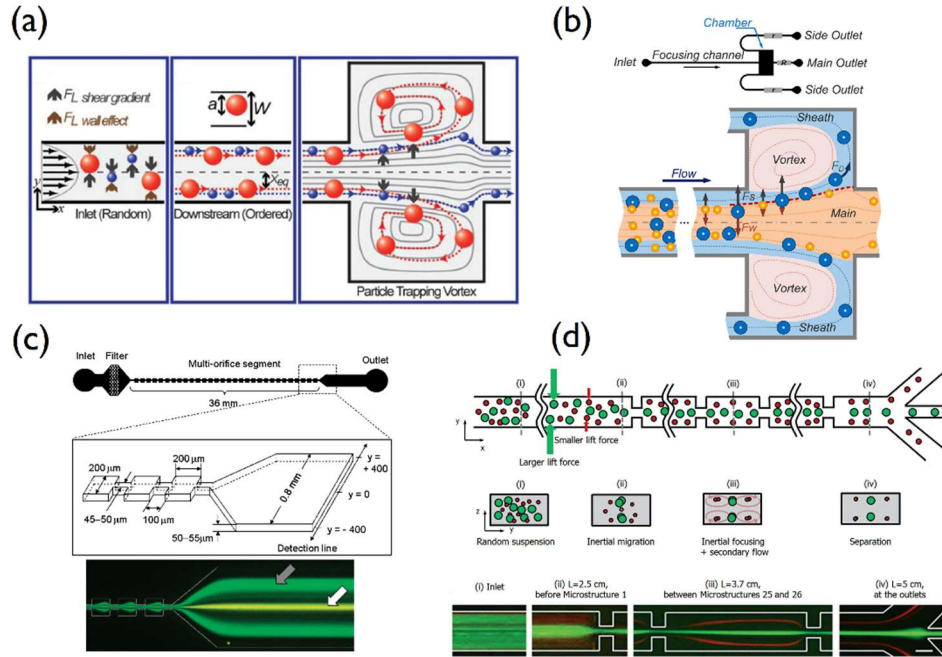 (a)
F_L shear gradient
F_L wall effect
a
W
X_eq
y
x
Inlet (Random)
Downstream (Ordered)
Particle Trapping Vortex
(b)
Chamber
Side Outlet
Focusing channel
Inlet
r
R
Main Outlet
r
Side Outlet
Sheath
Vortex
F_D
Flow
Fs
Main
...
Fw
Vortex
Sheath
(c)
Inlet
Filter
Multi-orifice segment
Outlet
36 mm
200 μm
200 μm
y =
+ 400
0.8 mm
y = 0
45–50 μm
100 μm
50–55μm
y = - 400
Detection line
(d)
(i)
(ii)
(iii)
(iv)
y
x
Smaller lift force
Larger lift force
(i)
(ii)
(iii)
(iv)
z
y
Random suspension
Inertial migration
Inertial focusing
+ secondary flow
Separation
(i) Inlet
(ii) L=2.5 cm,
before Microstructure 1
(iii) L=3.7 cm,
between Microstructures 25 and 26
(iv) L=5 cm,
at the outlets